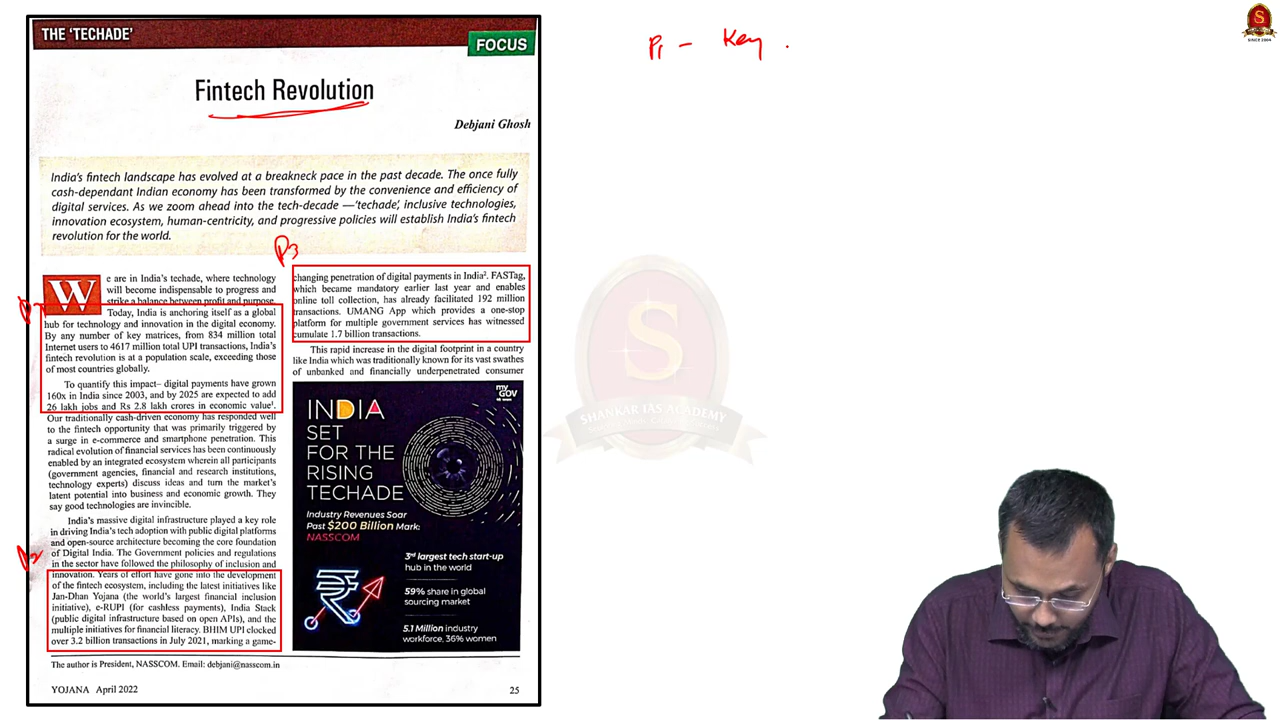 THE 'TECHADE'
FOCUS
Fintech Revolution
Debjani Ghosh
India's fintech landscape has evolved at a breakneck pace in the past decade. The once fully
cash-dependent Indian economy has been transformed by the convenience and efficiency of
digital services. As we zoom ahead into the tech-decade —'techade', inclusive technologies,
innovation ecosystem, human-centricity, and progressive policies will establish India's fintech
revolution for the world.
We are in India's techade, where technology
will become indispensable to progress and
strike a balance between profit and purpose.
Today, India is anchoring itself as a global
hub for technology and innovation in the digital economy.
By any number of key matrices, from 834 million total
Internet users to 4617 million total UPI transactions, India's
fintech revolution is at a population scale, exceeding those
of most countries globally.
To quantify this impact– digital payments have grown
160x in India since 2003, and by 2025 are expected to add
26 lakh jobs and Rs 2.8 lakh crores in economic value¹.
Our traditionally cash-driven economy has responded well
to the fintech opportunity that was primarily triggered by
a surge in e-commerce and smartphone penetration. This
radical evolution of financial services has been continuously
enabled by an integrated ecosystem wherein all participants
(government agencies, financial and research institutions,
technology experts) discuss ideas and turn the market's
latent potential into business and economic growth. They
say good technologies are invincible.
India's massive digital infrastructure played a key role
in driving India's tech adoption with public digital platforms
and open-source architecture becoming the core foundation
of Digital India. The Government policies and regulations
in the sector have followed the philosophy of inclusion and
innovation. Years of effort have gone into the development
of the fintech ecosystem, including the latest initiatives like
Jan-Dhan Yojana (the world's largest financial inclusion
initiative), e-RUPI (for cashless payments), India Stack
(public digital infrastructure based on open APIs), and the
multiple initiatives for financial literacy. BHIM UPI clocked
over 3.2 billion transactions in July 2021, marking a game-
P3
changing penetration of digital payments in India². FASTag,
which became mandatory earlier last year and enables
online toll collection, has already facilitated 192 million
transactions. UMANG App which provides a one-stop
platform for multiple government services has witnessed
cumulate 1.7 billion transactions.
This rapid increase in the digital footprint in a country
like India which was traditionally known for its vast swathes
of unbanked and financially underpenetrated consumer
my
GOV
INDIA
SET
FOR THE
RISING
TECHADE
Industry Revenues Soar
Past $200 Billion Mark:
NASSCOM
3rd largest tech start-up
hub in the world
59% share in global
sourcing market
5.1 Million industry
workforce, 36% women
The author is President, NASSCOM. Email: debjani@nasscom.in
YOJANA April 2022
25
P1 – Key
S
SHANKAR IAS ACADEMY
S
SINCE 2004